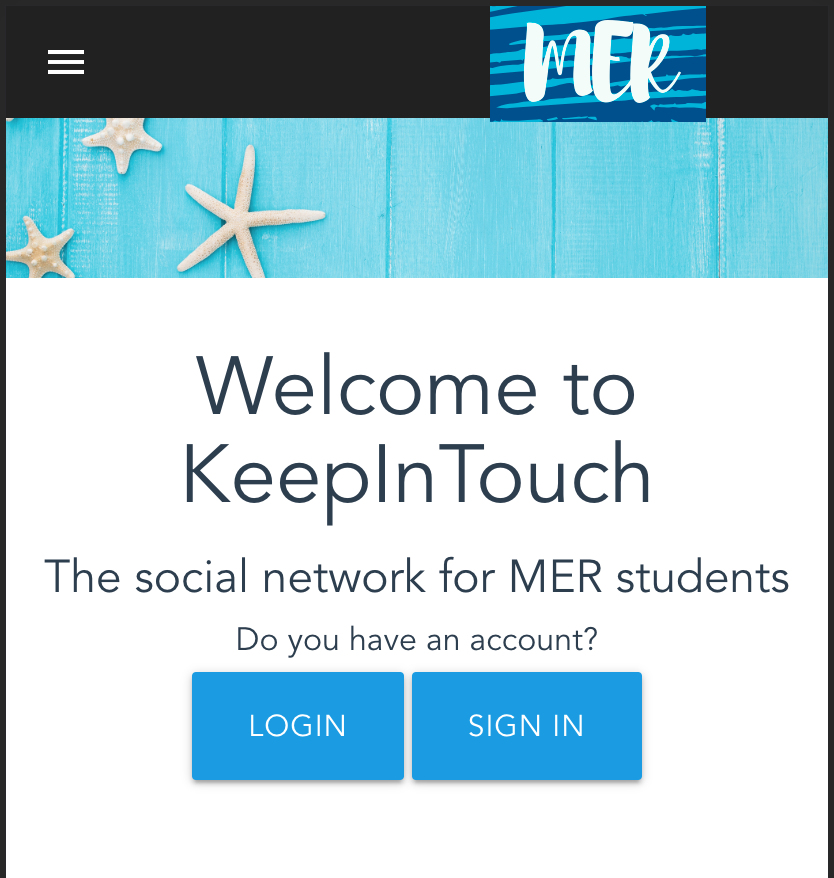 MER
Welcome to
KeepInTouch
The social network for MER students
Do you have an account?
LOGIN
SIGN IN